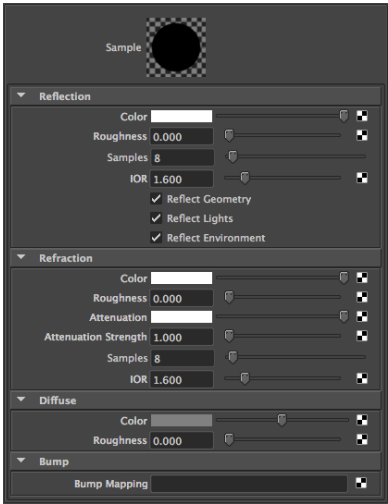 Sample
Reflection
Color
Roughness 0.000
Samples 8
IOR 1.600
Reflect Geometry
Reflect Lights
Reflect Environment
Refraction
Color
Roughness 0.000
Attenuation
Attenuation Strength 1.000
Samples 8
IOR 1.600
Diffuse
Color
Roughness 0.000
Bump
Bump Mapping